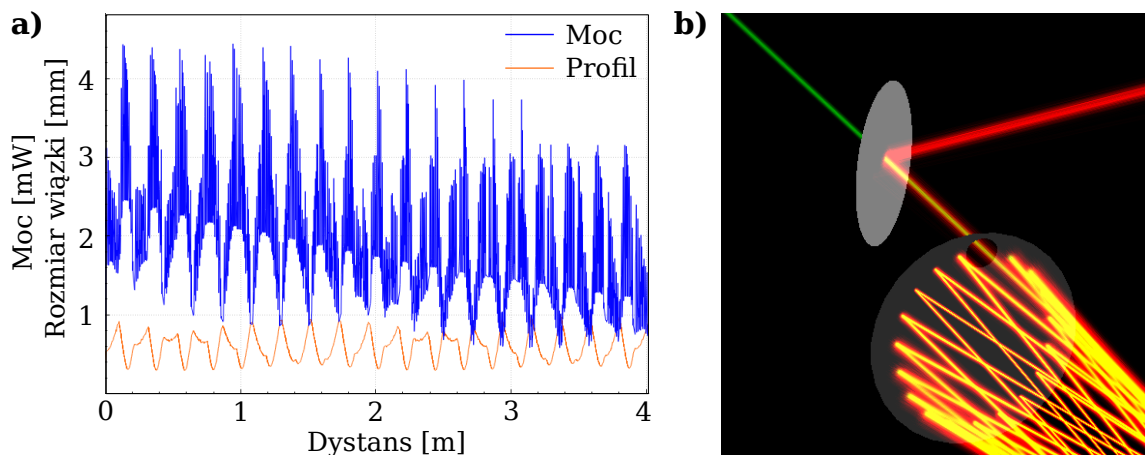 a)
Moc
Profil
Moc [mW]
Rozmiar wiązki [mm]
4
3
2
1
0
1
2
3
4
Dystans [m]
b)